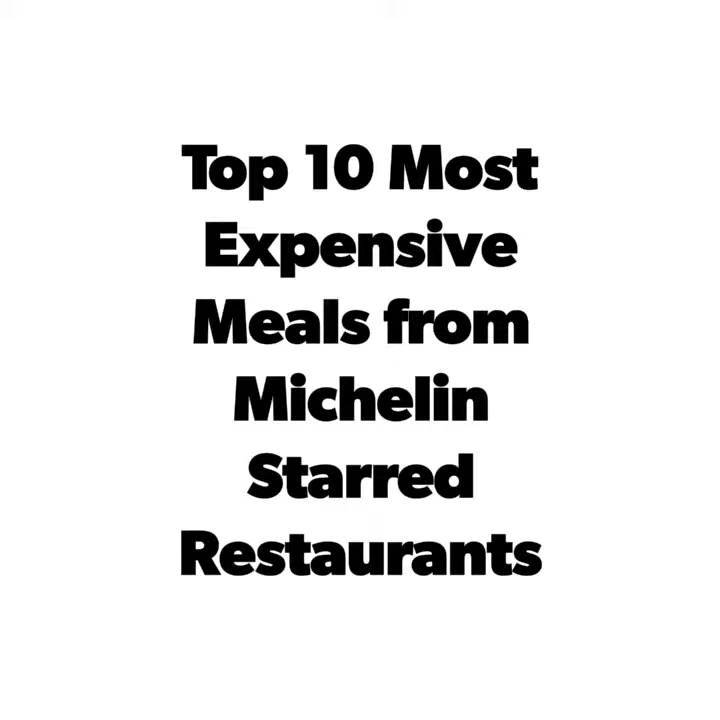 Top 10 Most
Expensive
Meals from
Michelin
Starred
Restaurants